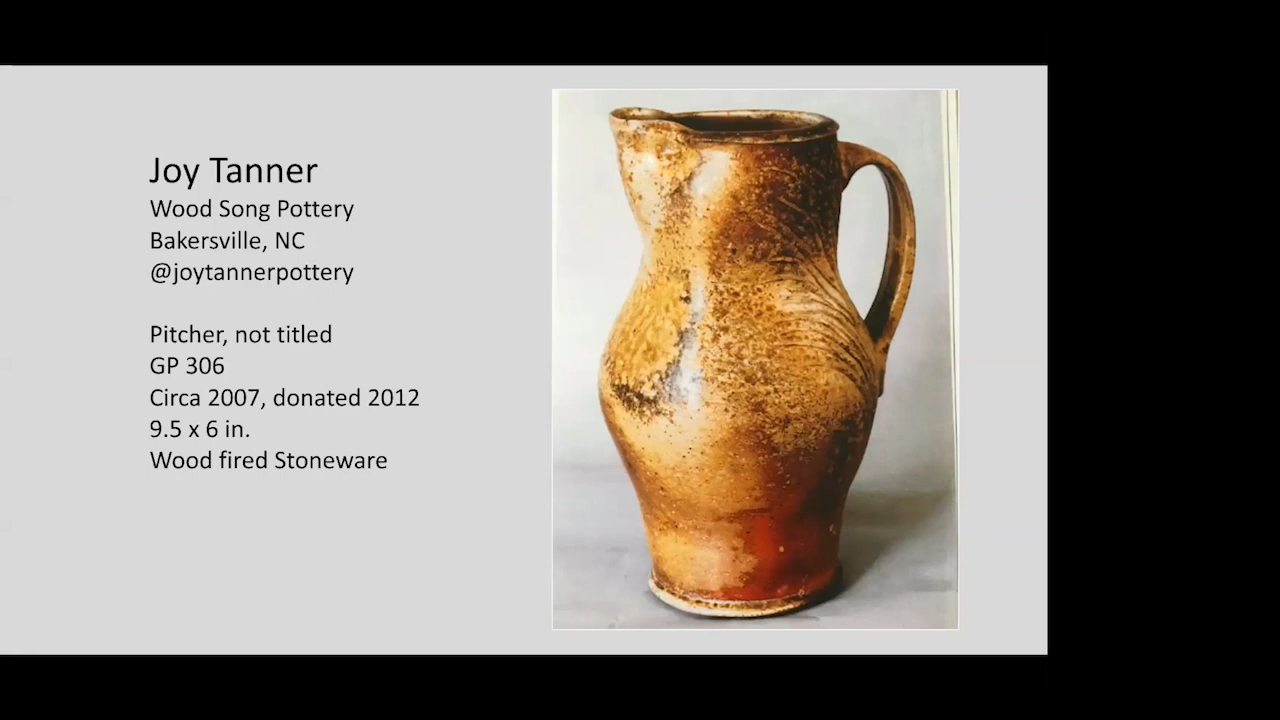 Joy Tanner
Wood Song Pottery
Bakersville, NC
@joytannerpottery
Pitcher, not titled
GP 306
Circa 2007, donated 2012
9.5 x 6 in.
Wood fired Stoneware